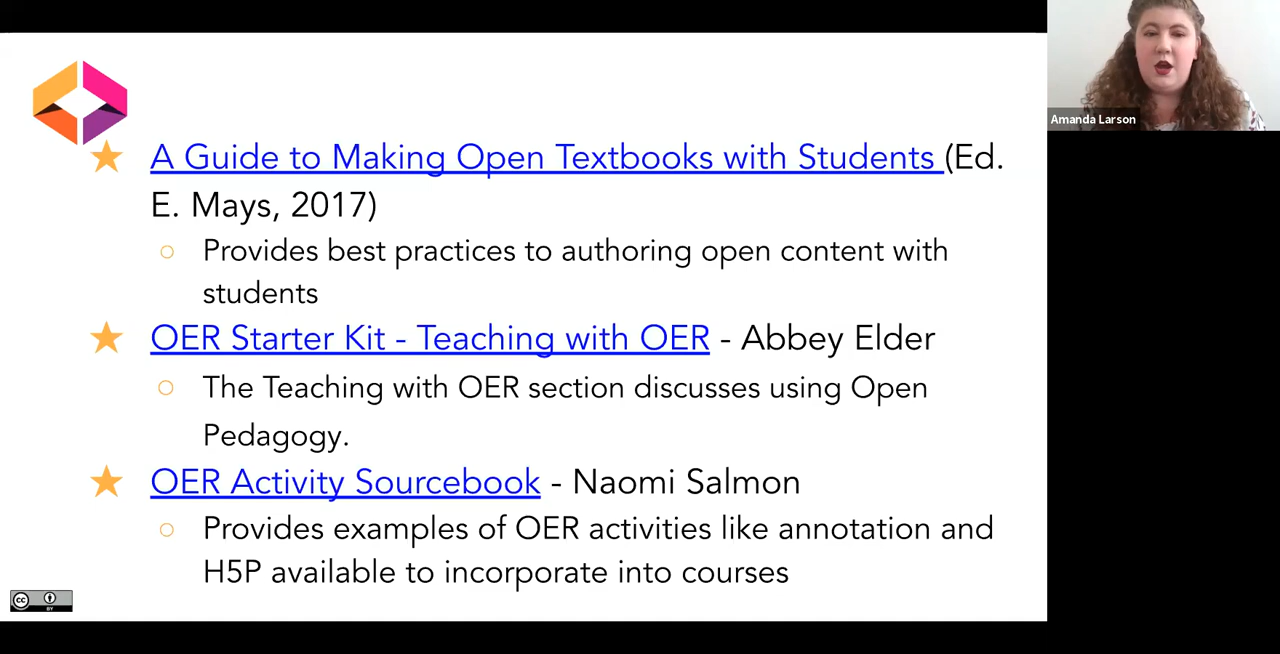 A Guide to Making Open Textbooks with Students (Ed.
E. Mays, 2017)
Provides best practices to authoring open content with
students
OER Starter Kit - Teaching with OER - Abbey Elder
The Teaching with OER section discusses using Open
Pedagogy.
OER Activity Sourcebook - Naomi Salmon
Provides examples of OER activities like annotation and
H5P available to incorporate into courses
cc
BY
Amanda Larson